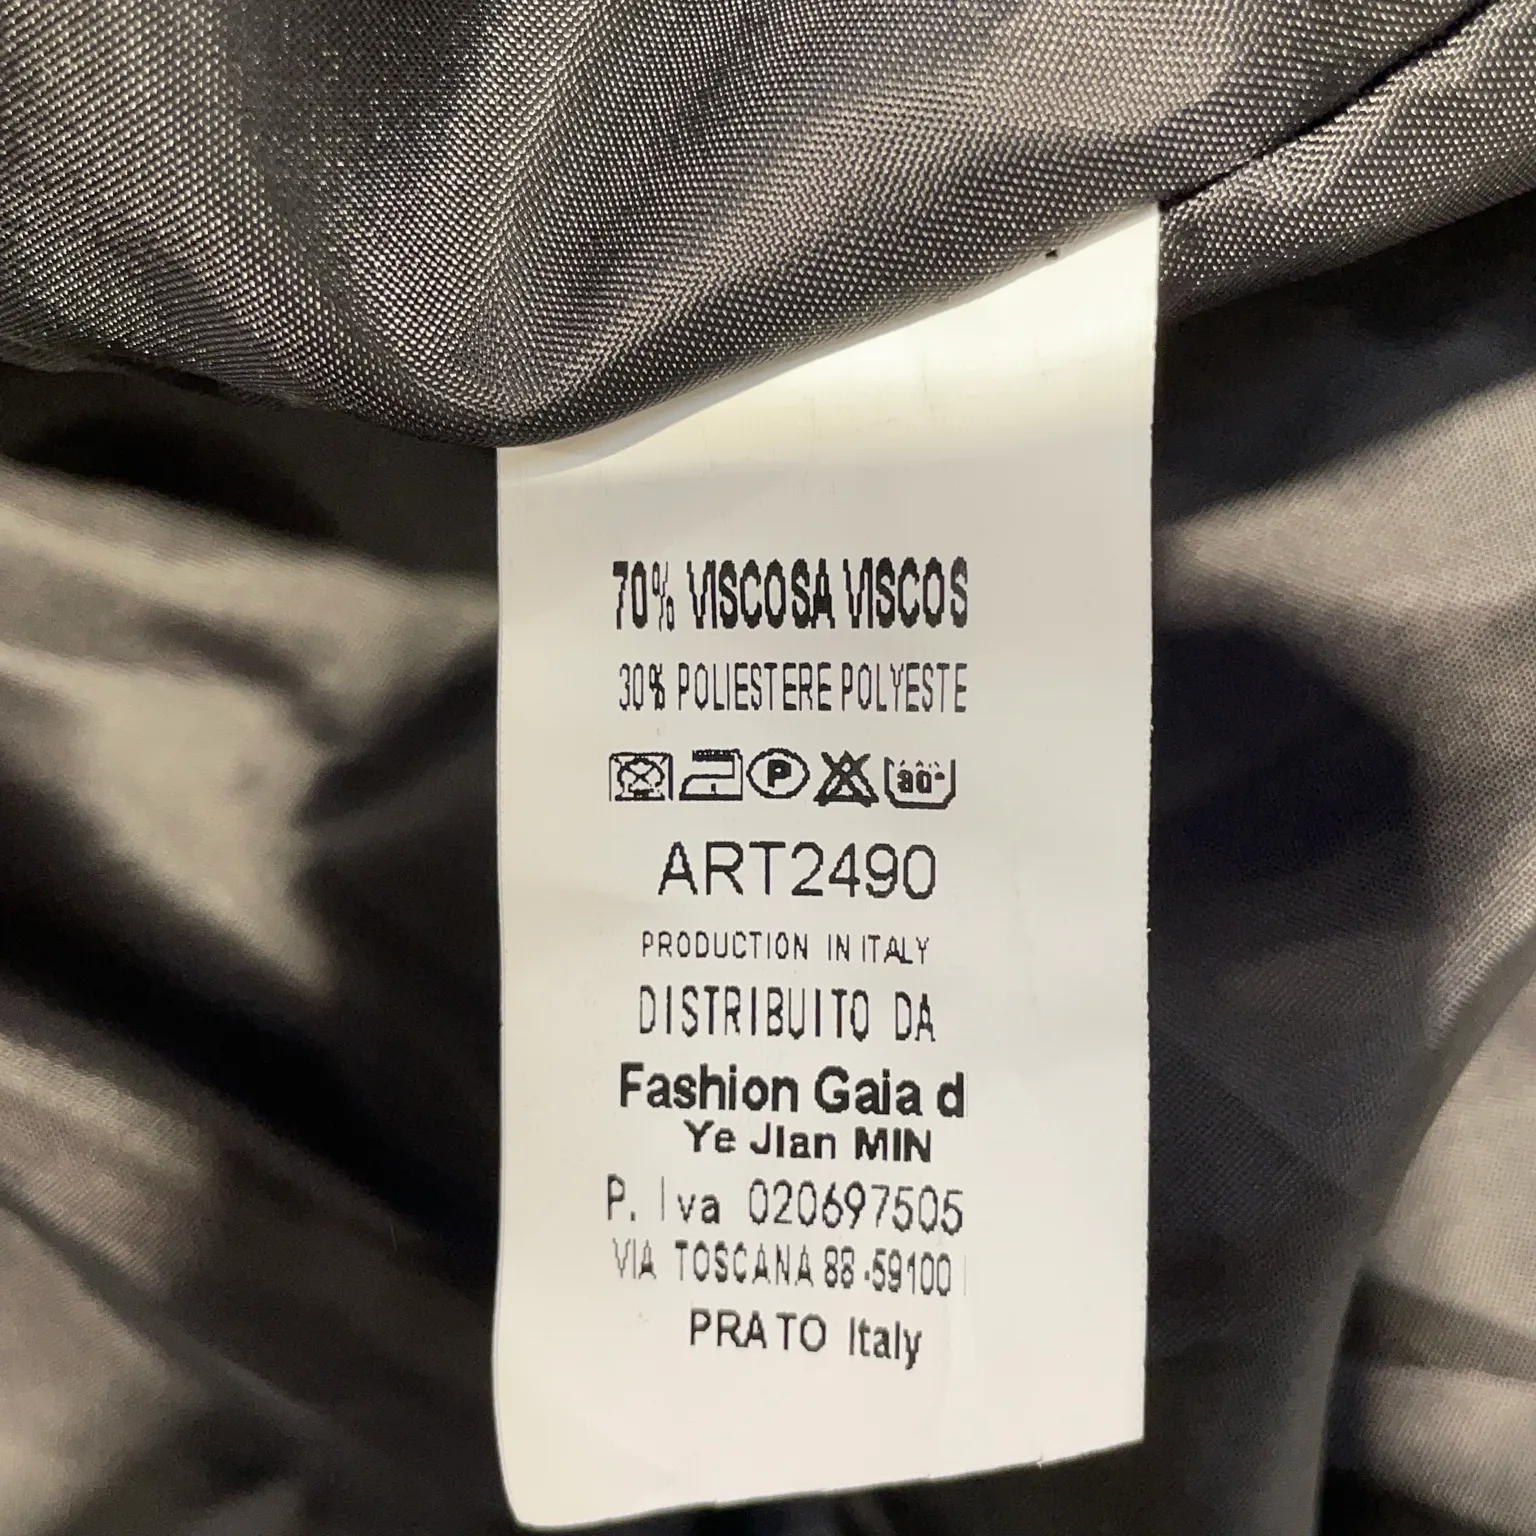 70% VISCOSA VISCOS
30% POLIESTERE POLYESTE
P
ART2490
PRODUCTION IN ITALY
DISTRIBUITO DA
Fashion Gaia d
Ye Jian MIN
P. Iva 020697505
VIA TOSCANA 88-59100
PRATO Italy